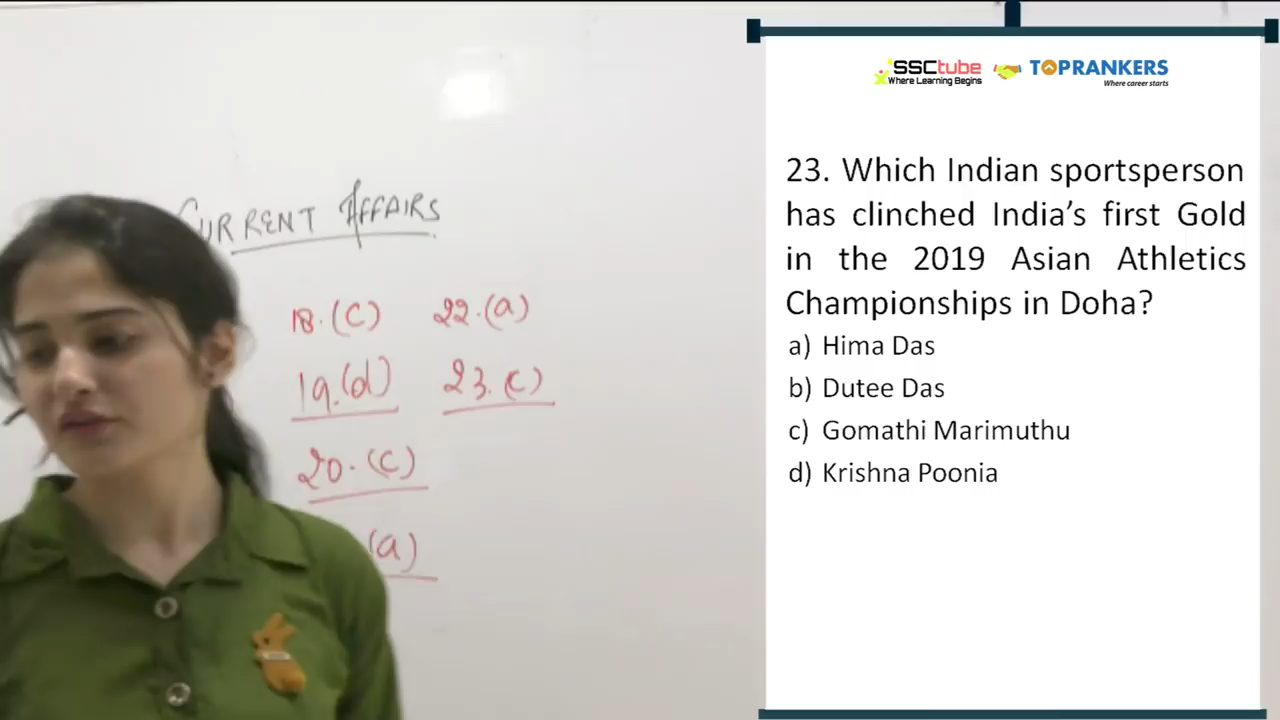 CURRENT AFFAIRS
18. (C)
22. (a)
19. (d)
23. (c)
20. (c)
(a)
SSCtube
Where Learning Begins
TOPRANKERS
Where career starts
23. Which Indian sportsperson
has clinched India's first Gold
in the 2019 Asian Athletics
Championships in Doha?
a) Hima Das
b) Dutee Das
c) Gomathi Marimuthu
d) Krishna Poonia